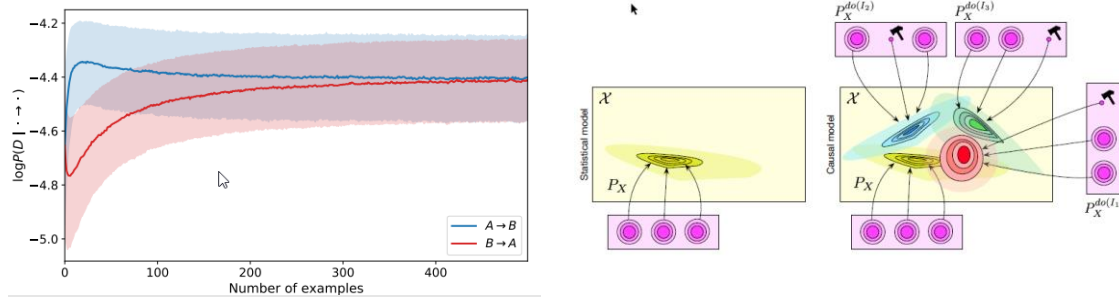 −4.2
−4.4
−4.6
−4.8
−5.0
logP(D | · → ·)
0
100
200
300
400
Number of examples
A → B
B → A
Statistical model
𝒳
P_X
Causal model
𝒳
P_X
P_X^{do(I_2)}
P_X^{do(I_3)}
P_X^{do(I_1